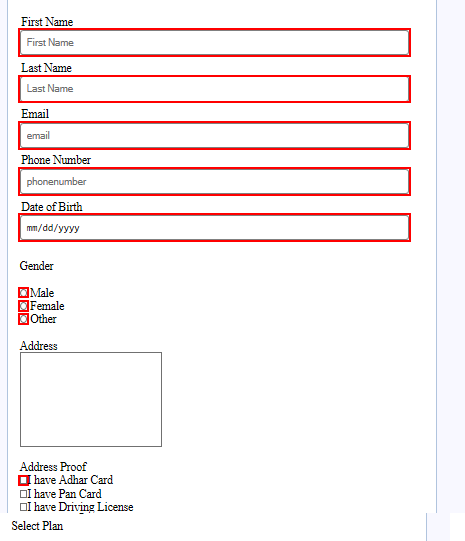 First Name
First Name
Last Name
Last Name
Email
email
Phone Number
phonenumber
Date of Birth
mm/dd/yyyy
Gender
Male
Female
Other
Address
Address Proof
I have Adhar Card
I have Pan Card
I have Driving License
Select Plan